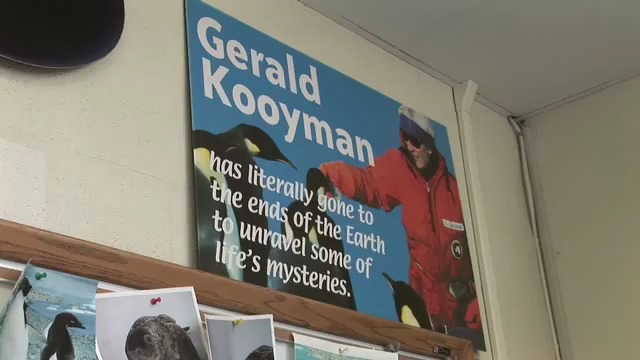 Gerald
Kooyman
has literally gone to
the ends of the Earth
to unravel some of
life's mysteries.